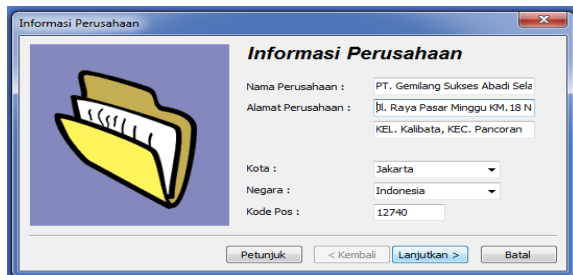 Informasi Perusahaan
Informasi Perusahaan
Nama Perusahaan : PT. Gemilang Sukses Abadi Sela
Alamat Perusahaan : Jl. Raya Pasar Minggu KM.18 N
KEL. Kalibata, KEC. Pancoran
Kota : Jakarta
Negara : Indonesia
Kode Pos : 12740
Petunjuk < Kembali Lanjutkan > Batal